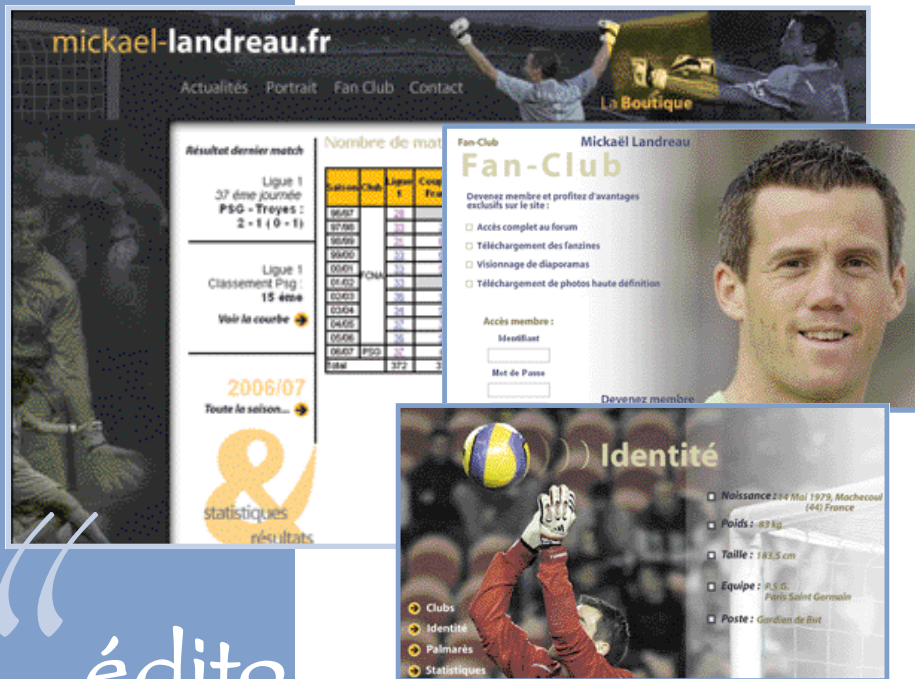 mickael-landreau.fr
Actualités Portrait Fan Club Contact
La Boutique
Résultat dernier match
Ligue 1
37 éme journée
PSG - Troyes :
2 - 1 ( 0 - 1)
Ligue 1
Classement Psg :
15 éme
Voir la courbe
2006/07
Toute la saison...
&
statistiques
résultats
Nombre de mat
Saison Club Ligue 1
96/97
97/98
98/99
99/00
00/01 FCNA
01/02
02/03
03/04
04/05
05/06
06/07 PSG
Total 372
Fan-Club
Mickaël Landreau
Fan-Club
Devenez membre et profitez d'avantages
exclusifs sur le site :
Accès complet au forum
Téléchargement des fanzines
Visionnage de diaporamas
Téléchargement de photos haute définition
Accès membre :
Identifiant
Mot de Passe
Devenez membre
))) Identité
Naissance : 14 Mai 1979, Machecoul
(44) France
Poids : 83 kg
Taille : 183,5 cm
Equipe : P.S.G.
Paris Saint Germain
Poste : Gardien de But
Clubs
Identité
Palmarès
Statistiques
“
édito